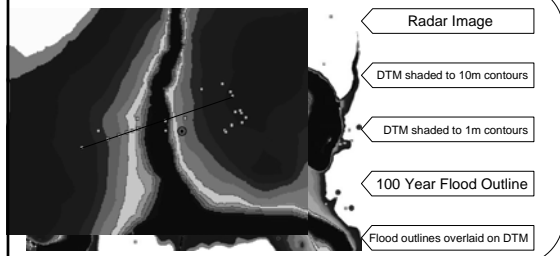 Radar Image
DTM shaded to 10m contours
DTM shaded to 1m contours
100 Year Flood Outline
Flood outlines overlaid on DTM